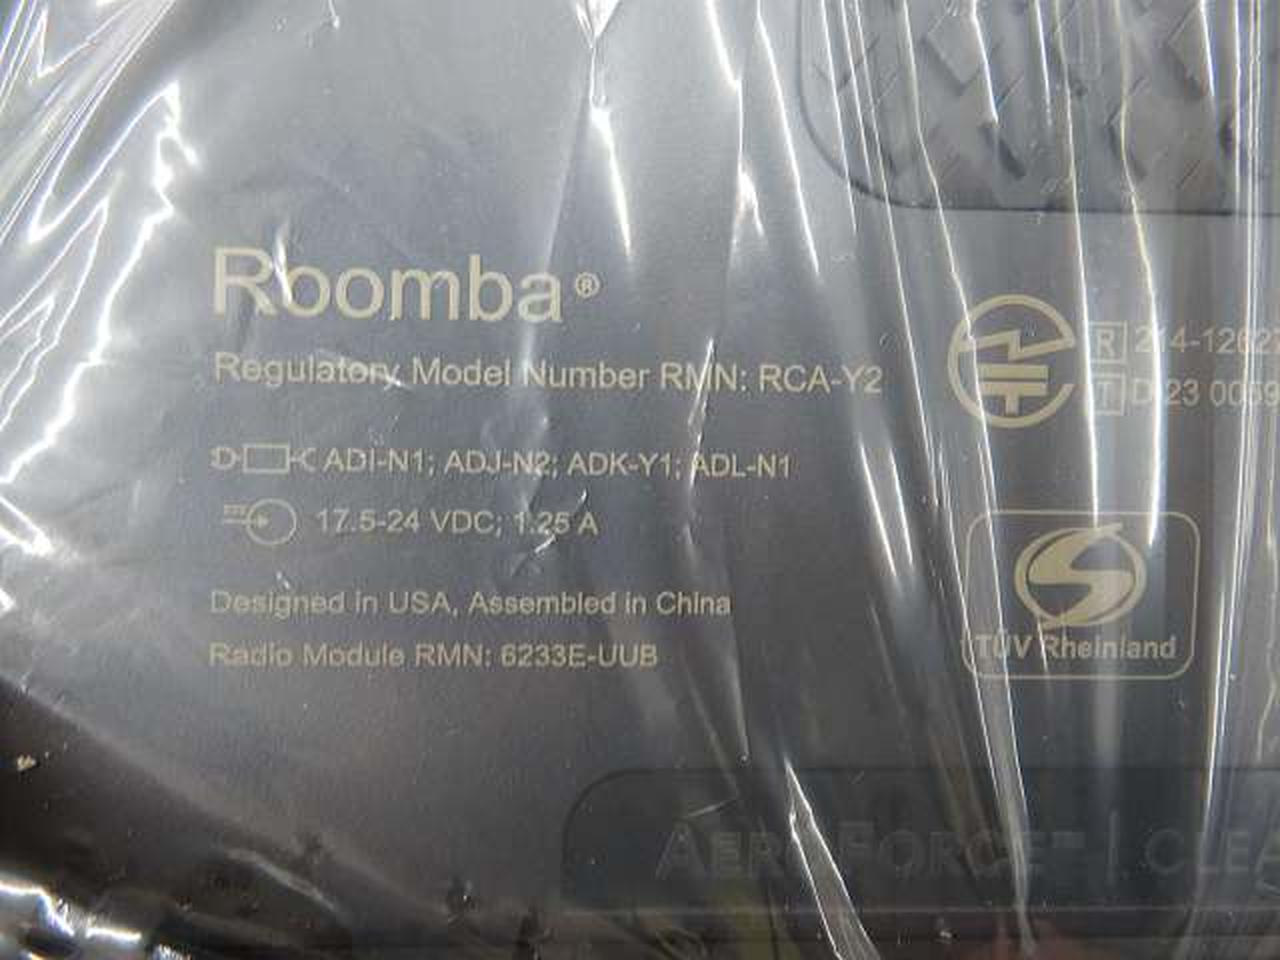 Roomba®
Regulatory Model Number RMN: RCA-Y2
ADI-N1; ADJ-N2; ADK-Y1; ADL-N1
17.5-24 VDC; 1.25 A
Designed in USA, Assembled in China
Radio Module RMN: 6233E-UUB
R
T
TÜV Rheinland
AEROFORCE™ |